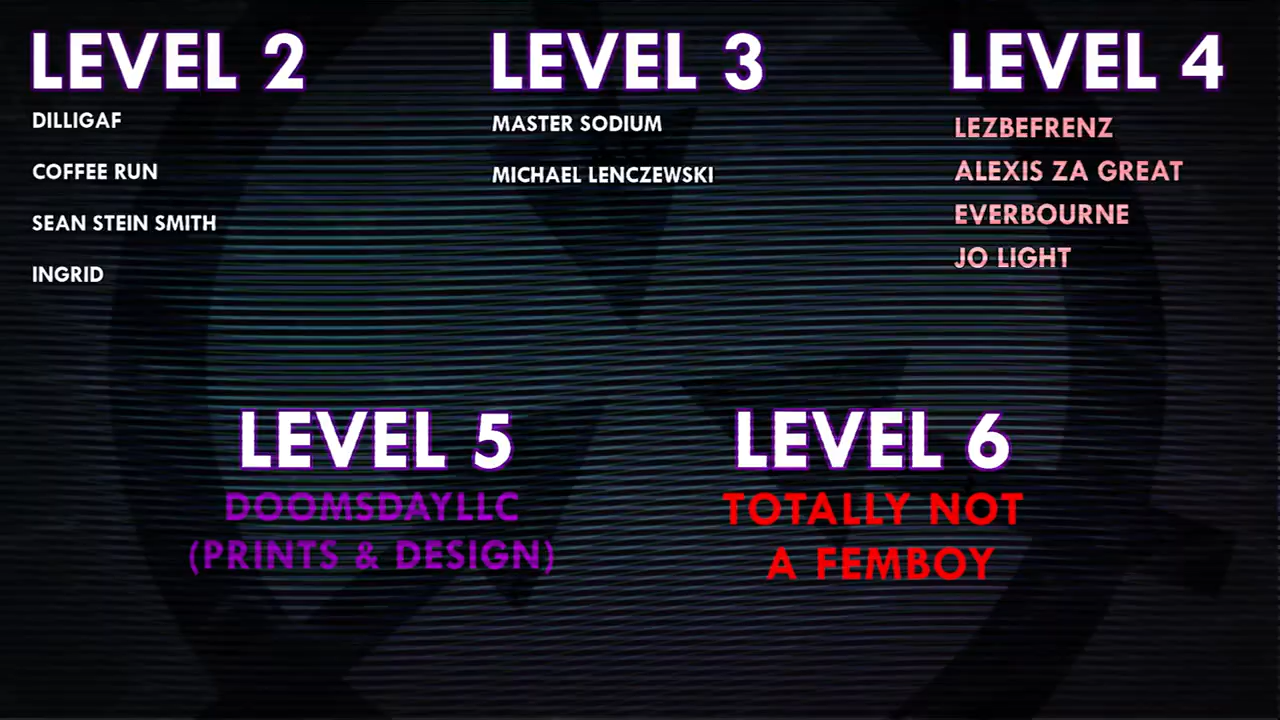 LEVEL 2
DILLIGAF
COFFEE RUN
SEAN STEIN SMITH
INGRID
LEVEL 3
MASTER SODIUM
MICHAEL LENCZEWSKI
LEVEL 4
LEZBEFRENZ
ALEXIS ZA GREAT
EVERBOURNE
JO LIGHT
LEVEL 5
DOOMSDAYLLC
(PRINTS & DESIGN)
LEVEL 6
TOTALLY NOT
A FEMBOY